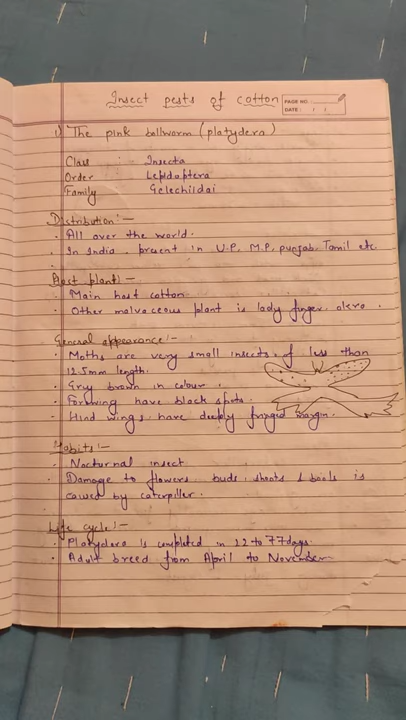 Insect pests of cotton
PAGE NO.:
DATE: / /
1) The pink bollworm (platydera)
Class : Insecta
Order Lepidoptera
Family Gelechiidai
Distribution :-
· All over the world.
· In India, present in U.P, M.P, punjab, Tamil etc
Host plant :-
· Main host cotton
· Other malvaceous plant is lady finger, okra.
General appearance :-
· Moths are very small insects of less than
12.5mm length.
· Grey brown in colour.
· Forewing have black spots.
· Hind wings have deeply fringed margin.
Habits :-
· Nocturnal insect
· Damage to flowers, buds, shoots & bools is
caused by caterpiller.
Life cycle :-
· Platydera is completed in 22 to 77 days.
· Adult breed from April to November